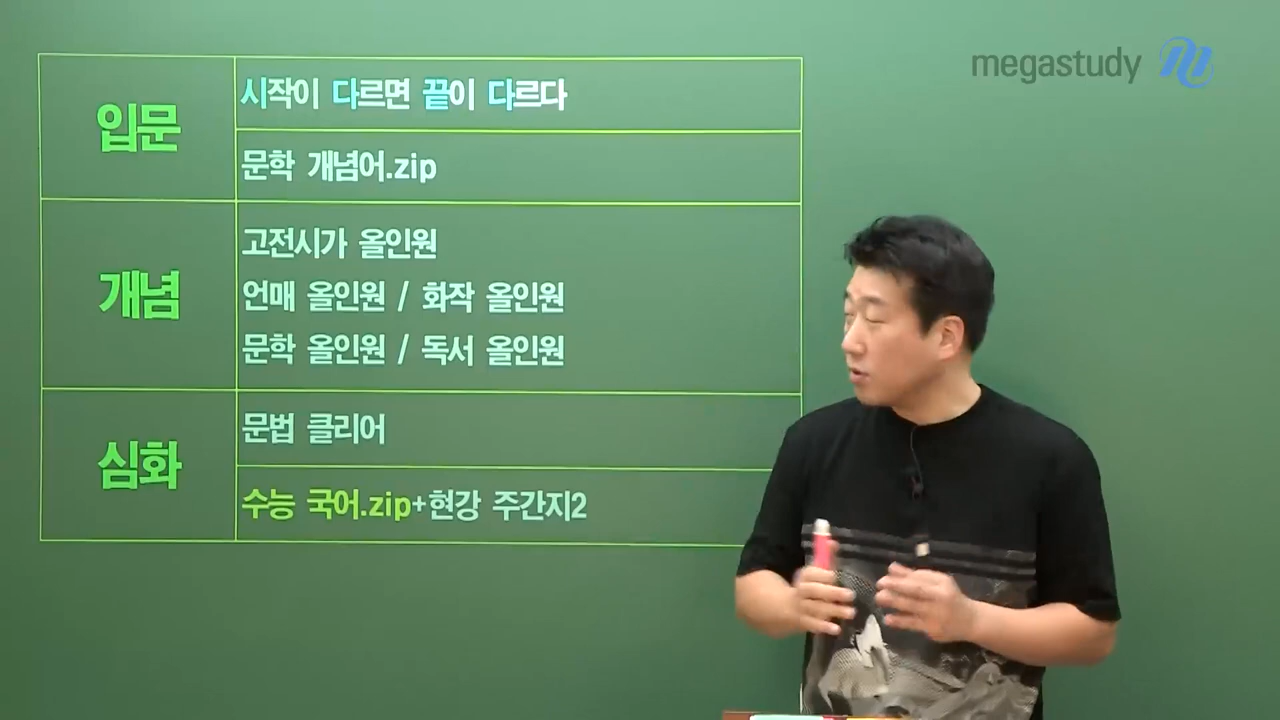 megastudy
입문
시작이 다르면 끝이 다르다
문학 개념어.zip
개념
고전시가 올인원
언매 올인원 / 화작 올인원
문학 올인원 / 독서 올인원
심화
문법 클리어
수능 국어.zip+현강 주간지2